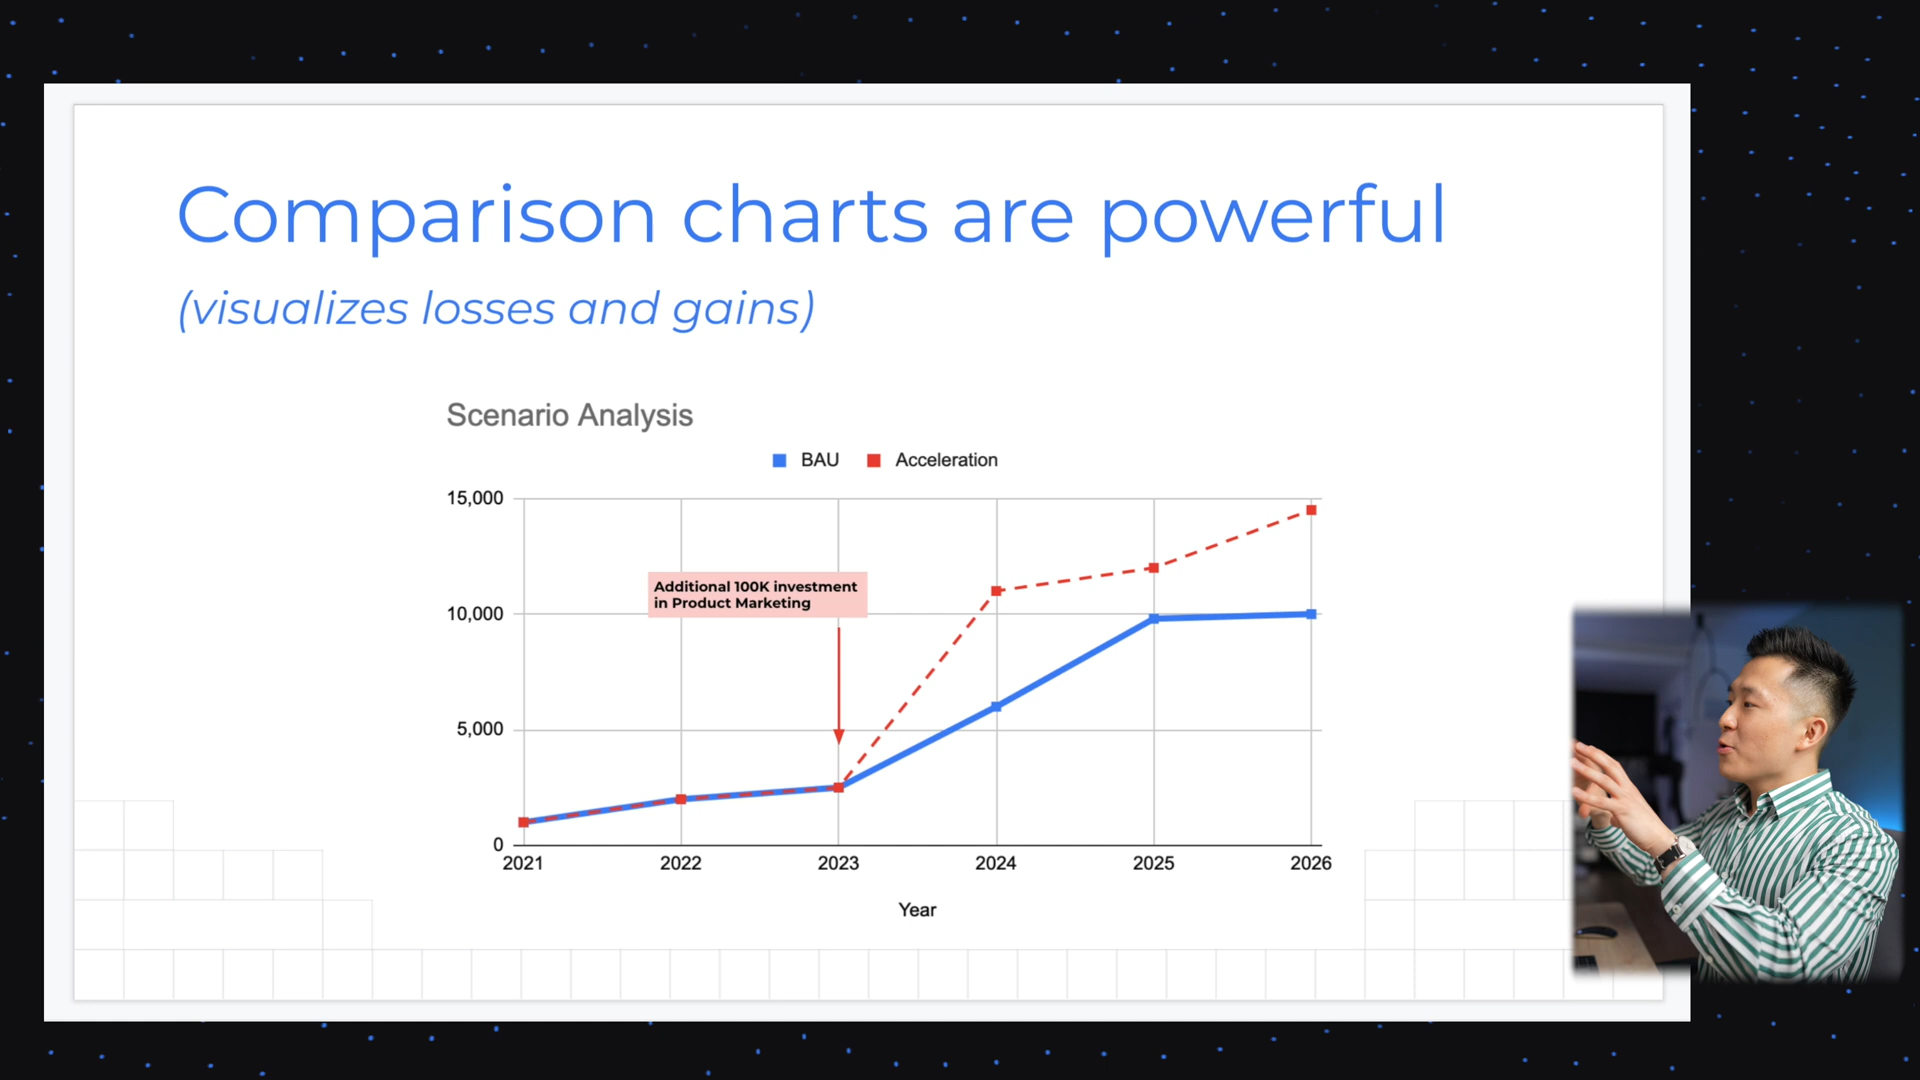 Comparison charts are powerful
(visualizes losses and gains)
Scenario Analysis
BAU
Acceleration
15,000
Additional 100K investment
in Product Marketing
10,000
5,000
0
2021
2022
2023
2024
2025
2026
Year